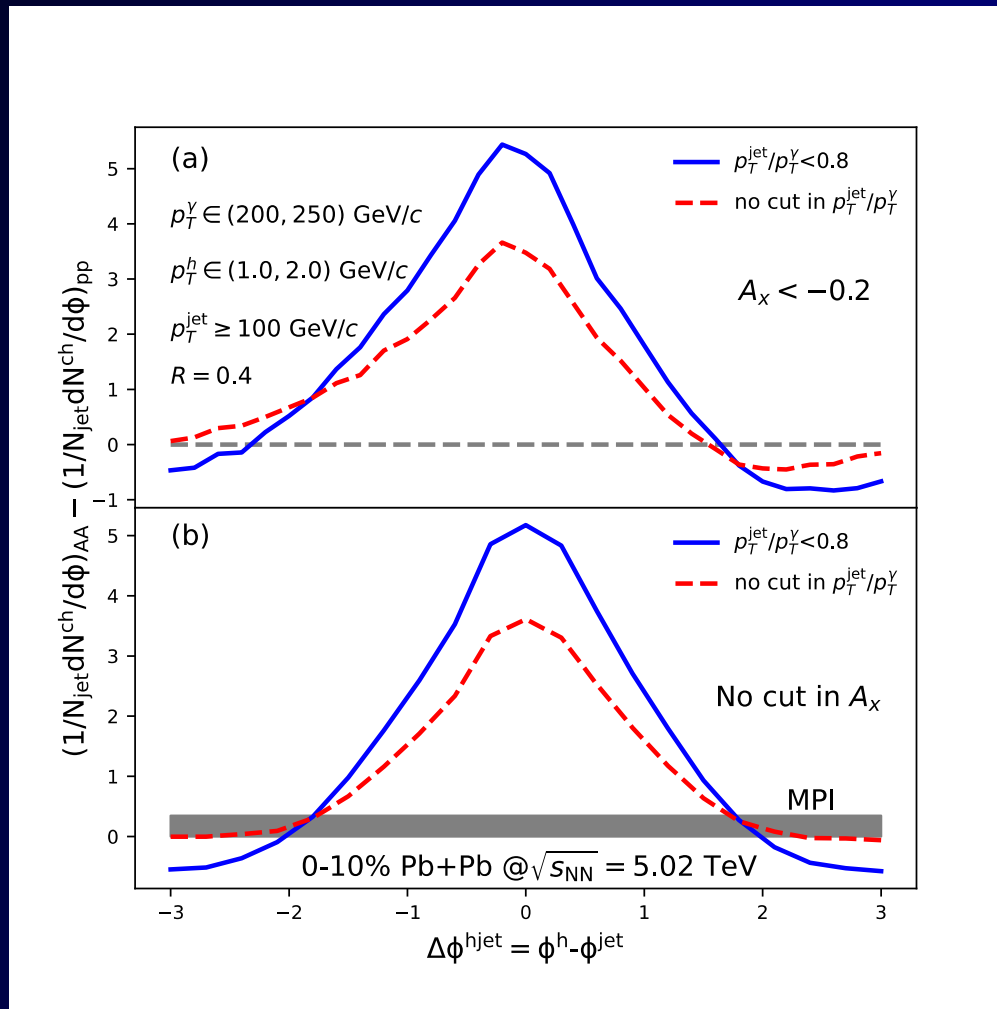 (1/N_jet dN^ch/dϕ)_AA − (1/N_jet dN^ch/dϕ)_pp
(a)
p_T^γ ∈ (200, 250) GeV/c
p_T^h ∈ (1.0, 2.0) GeV/c
p_T^jet ≥ 100 GeV/c
R = 0.4
p_T^jet/p_T^γ<0.8
no cut in p_T^jet/p_T^γ
A_x < −0.2
5
4
3
2
1
0
−1
(b)
p_T^jet/p_T^γ<0.8
no cut in p_T^jet/p_T^γ
No cut in A_x
MPI
0-10% Pb+Pb @√s_NN = 5.02 TeV
5
4
3
2
1
0
−3 −2 −1 0 1 2 3
Δϕ^hjet = ϕ^h-ϕ^jet